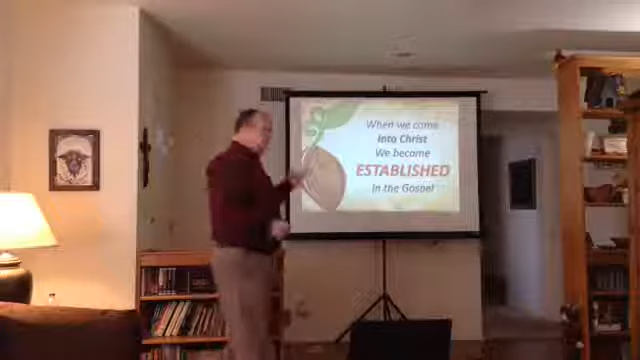 When we come
Into Christ
We become
ESTABLISHED
In the Gospel